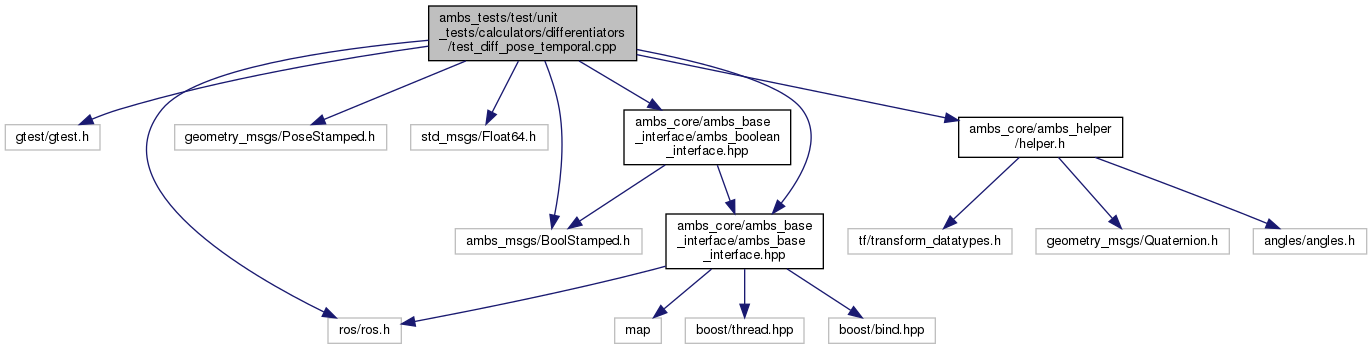 ambs_tests/test/unit
_tests/calculators/differentiators
/test_diff_pose_temporal.cpp
gtest/gtest.h
geometry_msgs/PoseStamped.h
std_msgs/Float64.h
ambs_core/ambs_base
_interface/ambs_boolean
_interface.hpp
ambs_core/ambs_helper
/helper.h
ambs_msgs/BoolStamped.h
ambs_core/ambs_base
_interface/ambs_base
_interface.hpp
tf/transform_datatypes.h
geometry_msgs/Quaternion.h
angles/angles.h
ros/ros.h
map
boost/thread.hpp
boost/bind.hpp